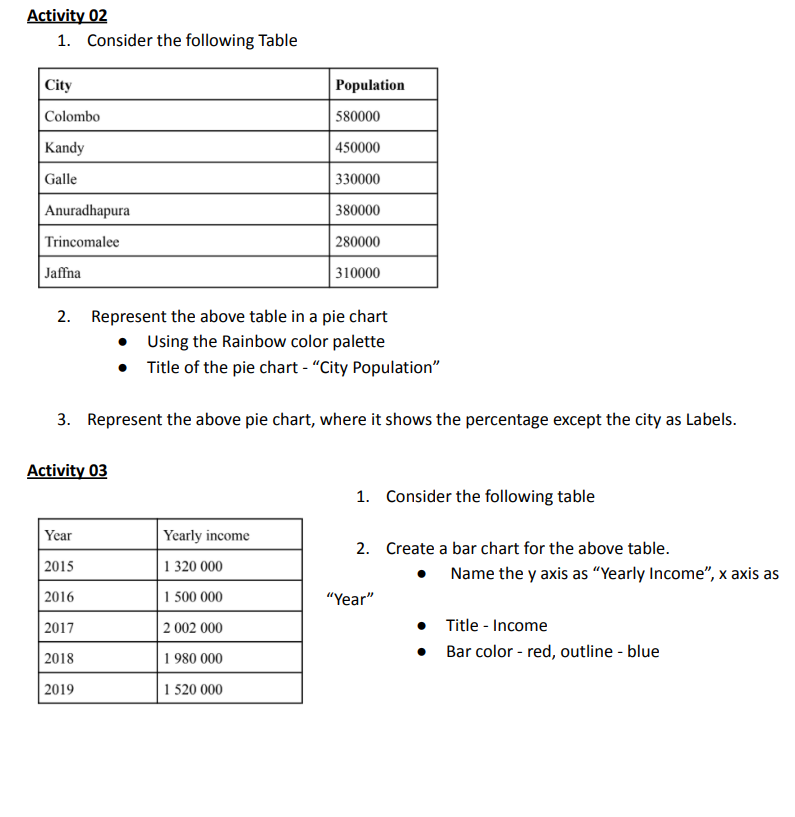 Activity 02
1. Consider the following Table
City Population
Colombo 580000
Kandy 450000
Galle 330000
Anuradhapura 380000
Trincomalee 280000
Jaffna 310000
2. Represent the above table in a pie chart
● Using the Rainbow color palette
● Title of the pie chart - “City Population”
3. Represent the above pie chart, where it shows the percentage except the city as Labels.
Activity 03
1. Consider the following table
Year Yearly income
2015 1 320 000
2016 1 500 000
2017 2 002 000
2018 1 980 000
2019 1 520 000
2. Create a bar chart for the above table.
● Name the y axis as “Yearly Income”, x axis as
“Year”
● Title - Income
● Bar color - red, outline - blue